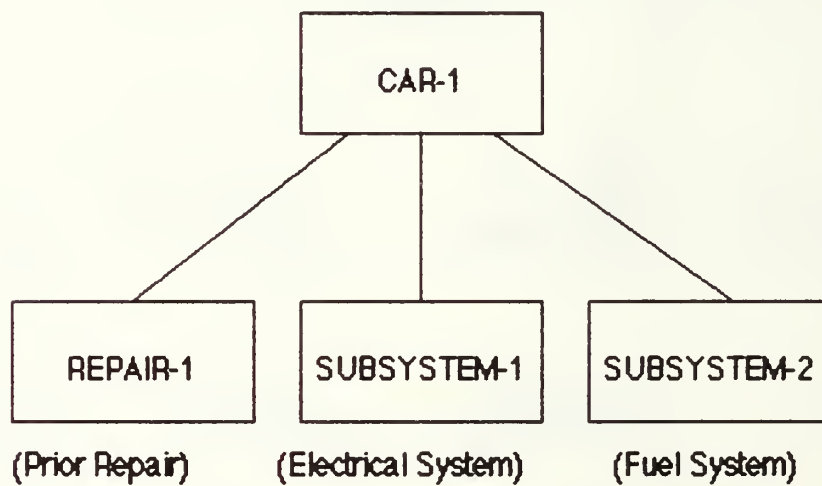 CAR-1
REPAIR-1 SUBSYSTEM-1 SUBSYSTEM-2
(Prior Repair) (Electrical System) (Fuel System)